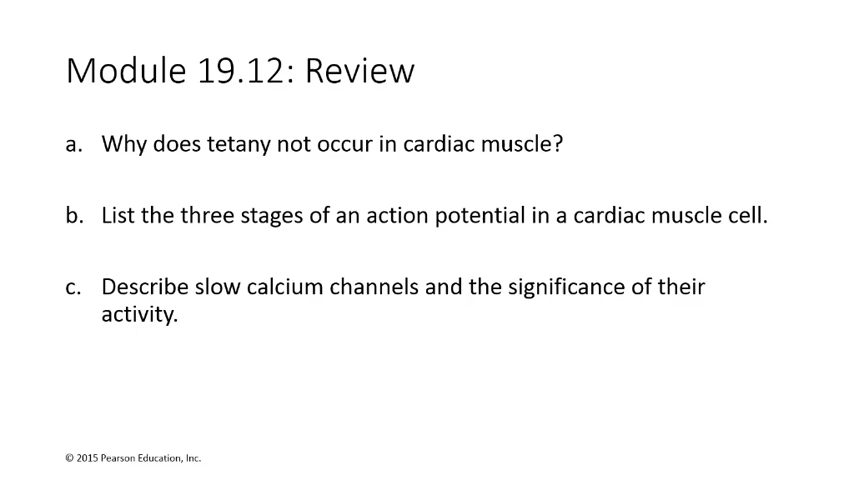 Module 19.12: Review
a. Why does tetany not occur in cardiac muscle?
b. List the three stages of an action potential in a cardiac muscle cell.
c. Describe slow calcium channels and the significance of their
activity.
© 2015 Pearson Education, Inc.